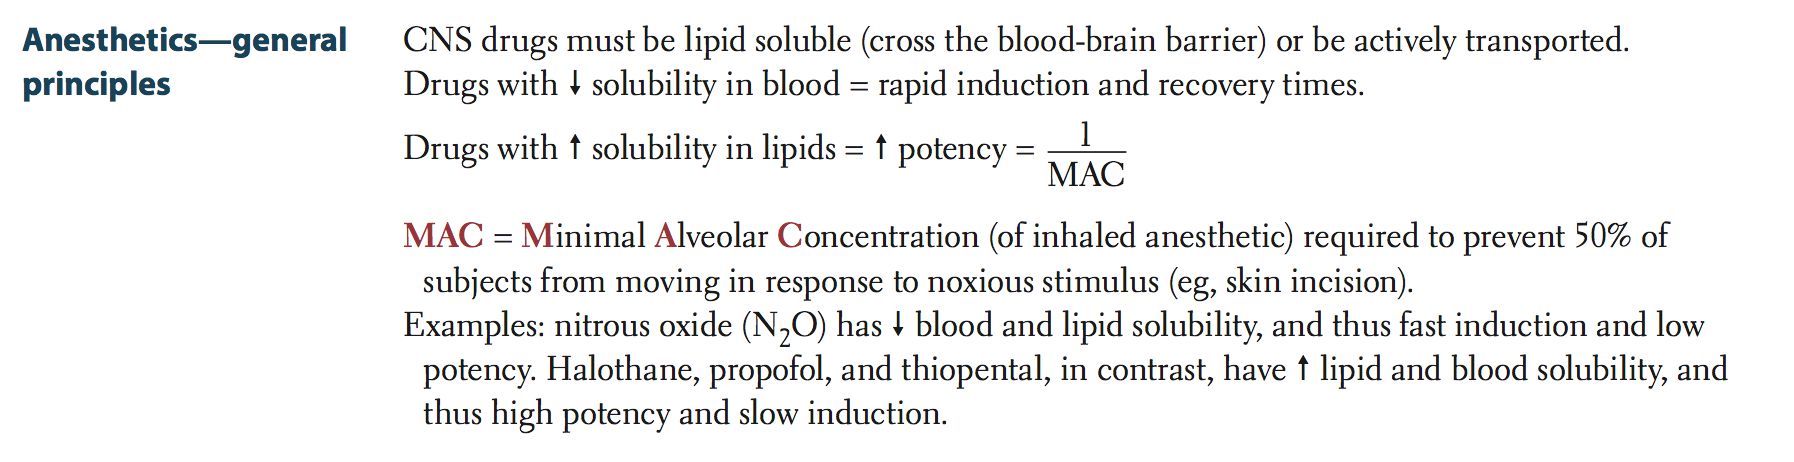 Anesthetics—general
principles
CNS drugs must be lipid soluble (cross the blood-brain barrier) or be actively transported.
Drugs with ↓ solubility in blood = rapid induction and recovery times.
Drugs with ↑ solubility in lipids = ↑ potency = 1/MAC
MAC = Minimal Alveolar Concentration (of inhaled anesthetic) required to prevent 50% of
subjects from moving in response to noxious stimulus (eg, skin incision).
Examples: nitrous oxide (N₂O) has ↓ blood and lipid solubility, and thus fast induction and low
potency. Halothane, propofol, and thiopental, in contrast, have ↑ lipid and blood solubility, and
thus high potency and slow induction.